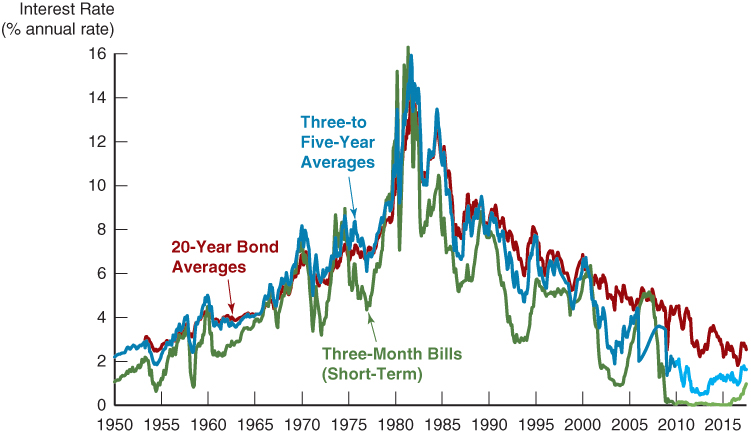 Interest Rate
(% annual rate)
16
14
12
10
8
6
4
2
0
Three-to
Five-Year
Averages
20-Year Bond
Averages
Three-Month Bills
(Short-Term)
1950 1955 1960 1965 1970 1975 1980 1985 1990 1995 2000 2005 2010 2015